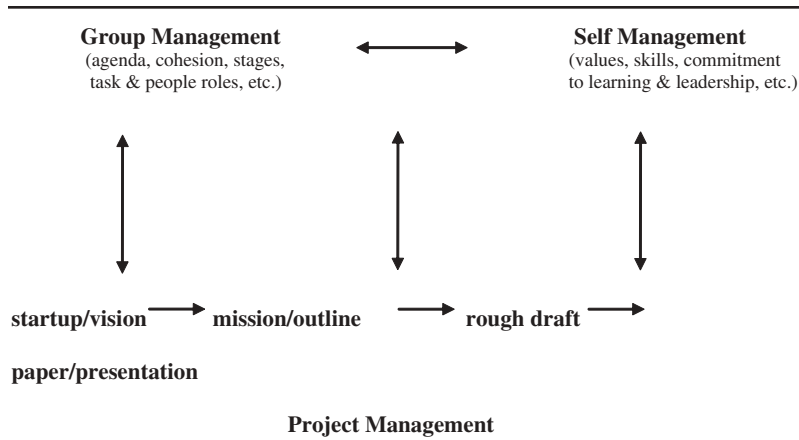 Group Management
(agenda, cohesion, stages,
task & people roles, etc.)
Self Management
(values, skills, commitment
to learning & leadership, etc.)
startup/vision mission/outline rough draft
paper/presentation
Project Management